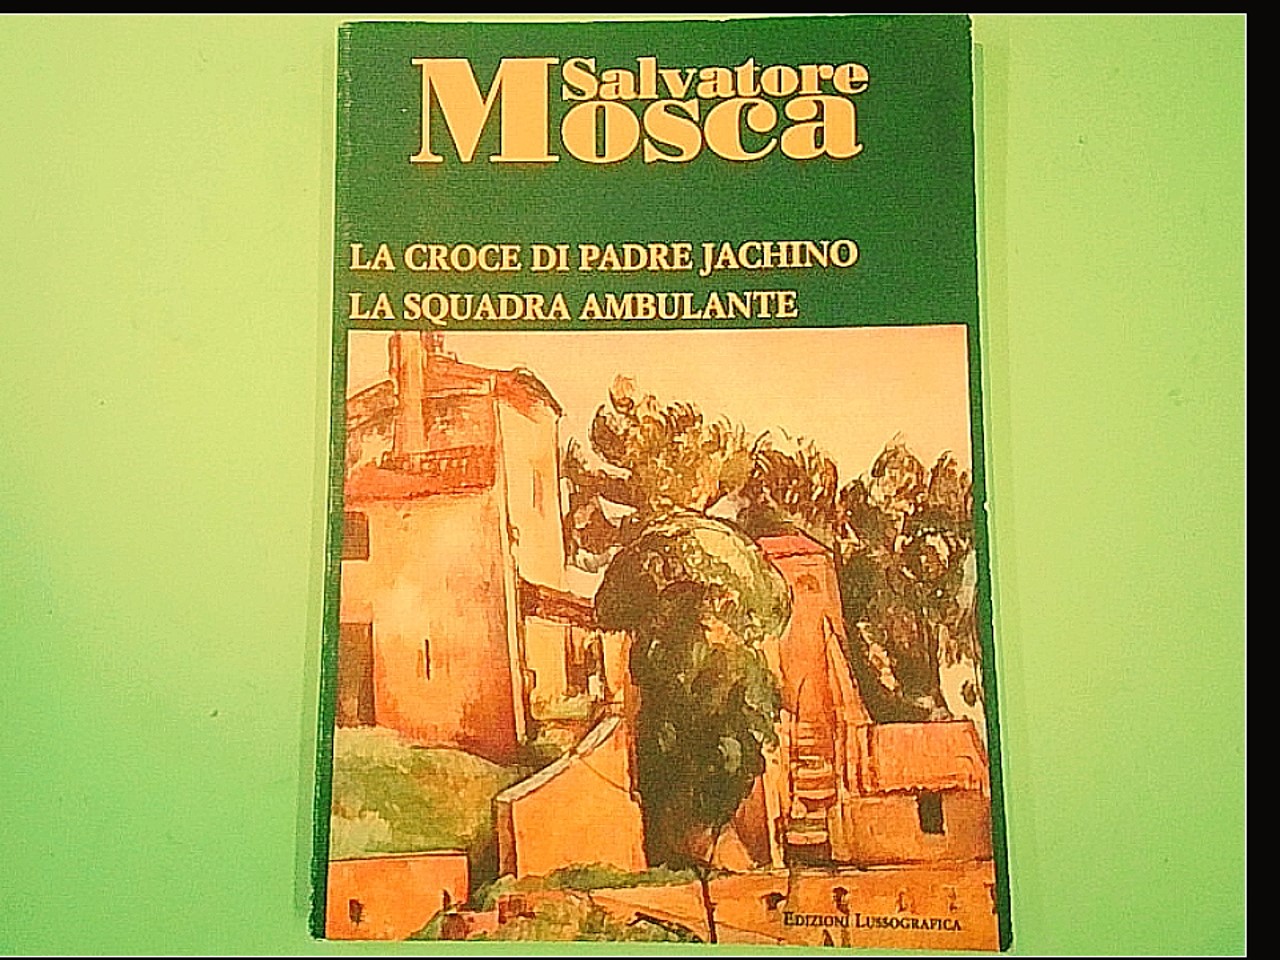 Salvatore
Mosca
LA CROCE DI PADRE JACHINO
LA SQUADRA AMBULANTE
EDIZIONI LUSSOGRAFICA